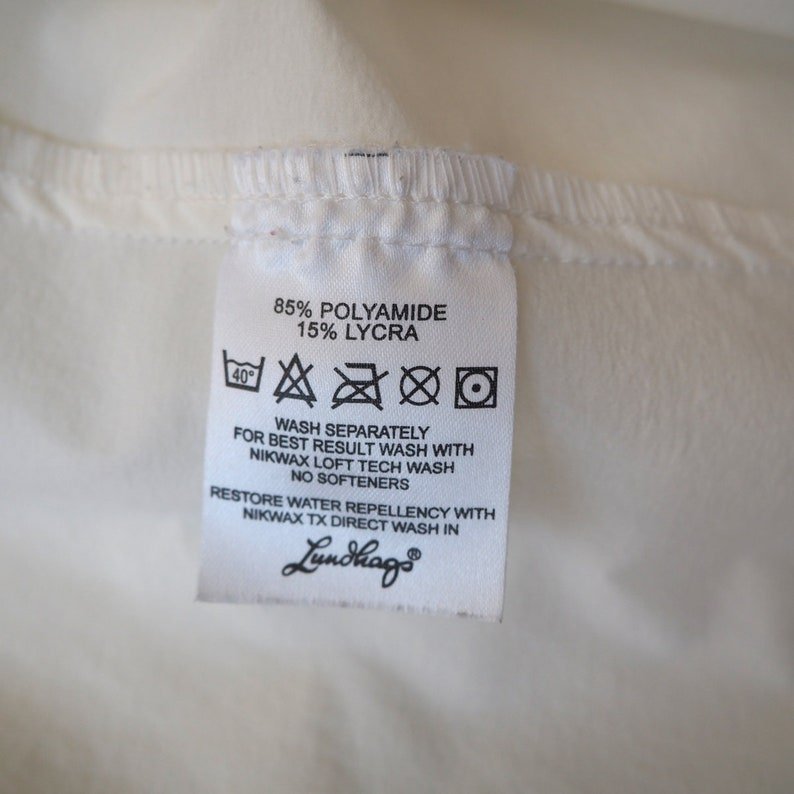 85% POLYAMIDE
15% LYCRA
40°
WASH SEPARATELY
FOR BEST RESULT WASH WITH
NIKWAX LOFT TECH WASH
NO SOFTENERS
RESTORE WATER REPELLENCY WITH
NIKWAX TX DIRECT WASH IN
Lundhags®